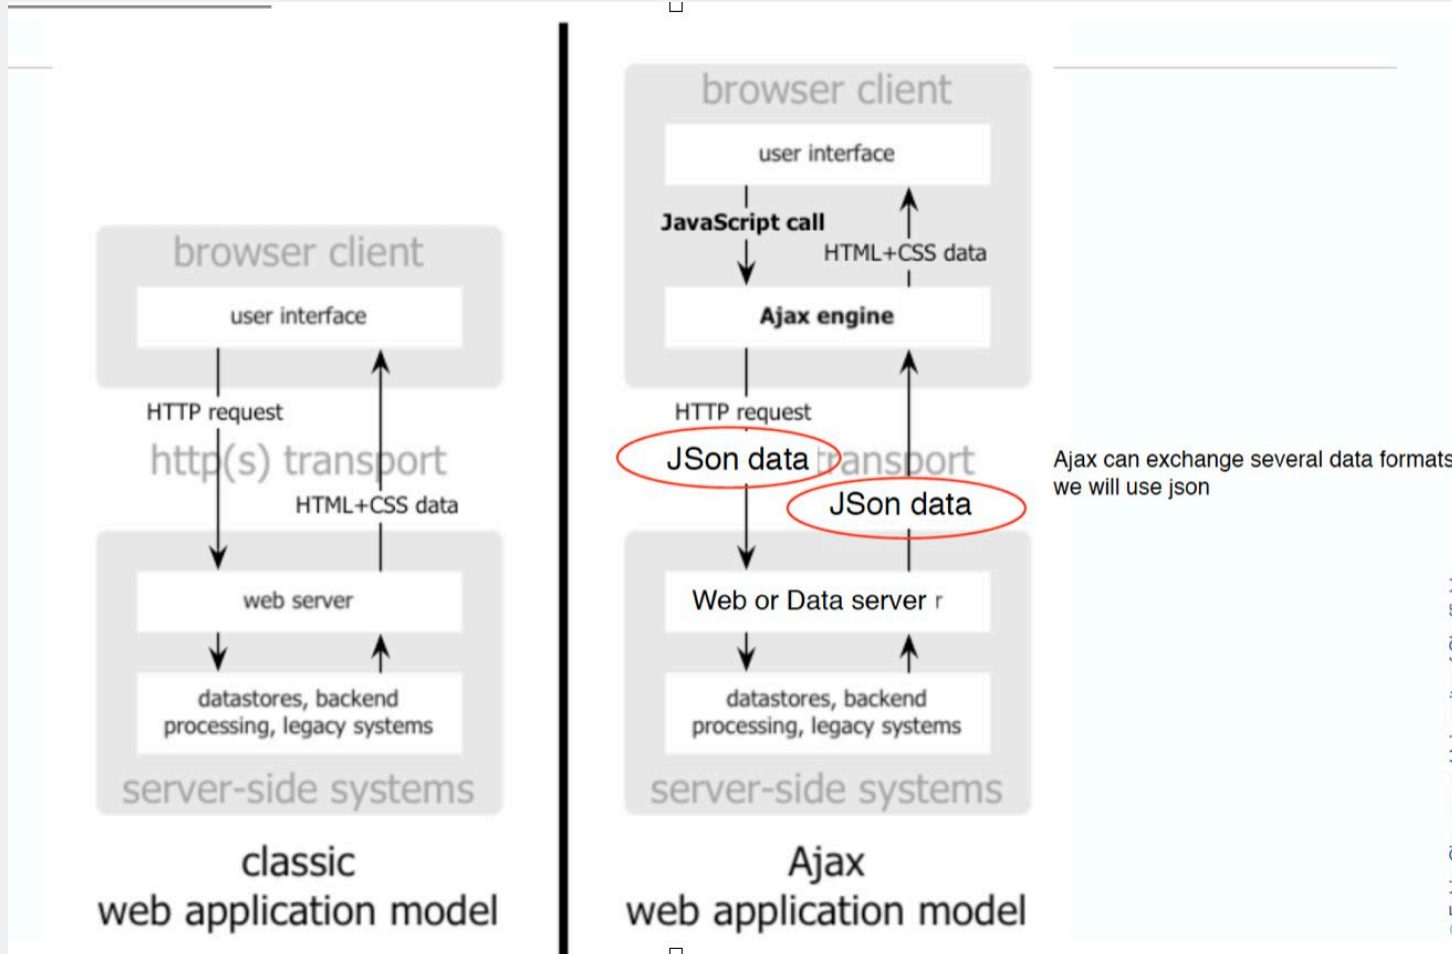 browser client
user interface
HTTP request
http(s) transport
HTML+CSS data
web server
datastores, backend
processing, legacy systems
server-side systems
classic
web application model
browser client
user interface
JavaScript call
HTML+CSS data
Ajax engine
HTTP request
JSon data transport
JSon data
Web or Data server r
datastores, backend
processing, legacy systems
server-side systems
Ajax
web application model
Ajax can exchange several data formats
we will use json